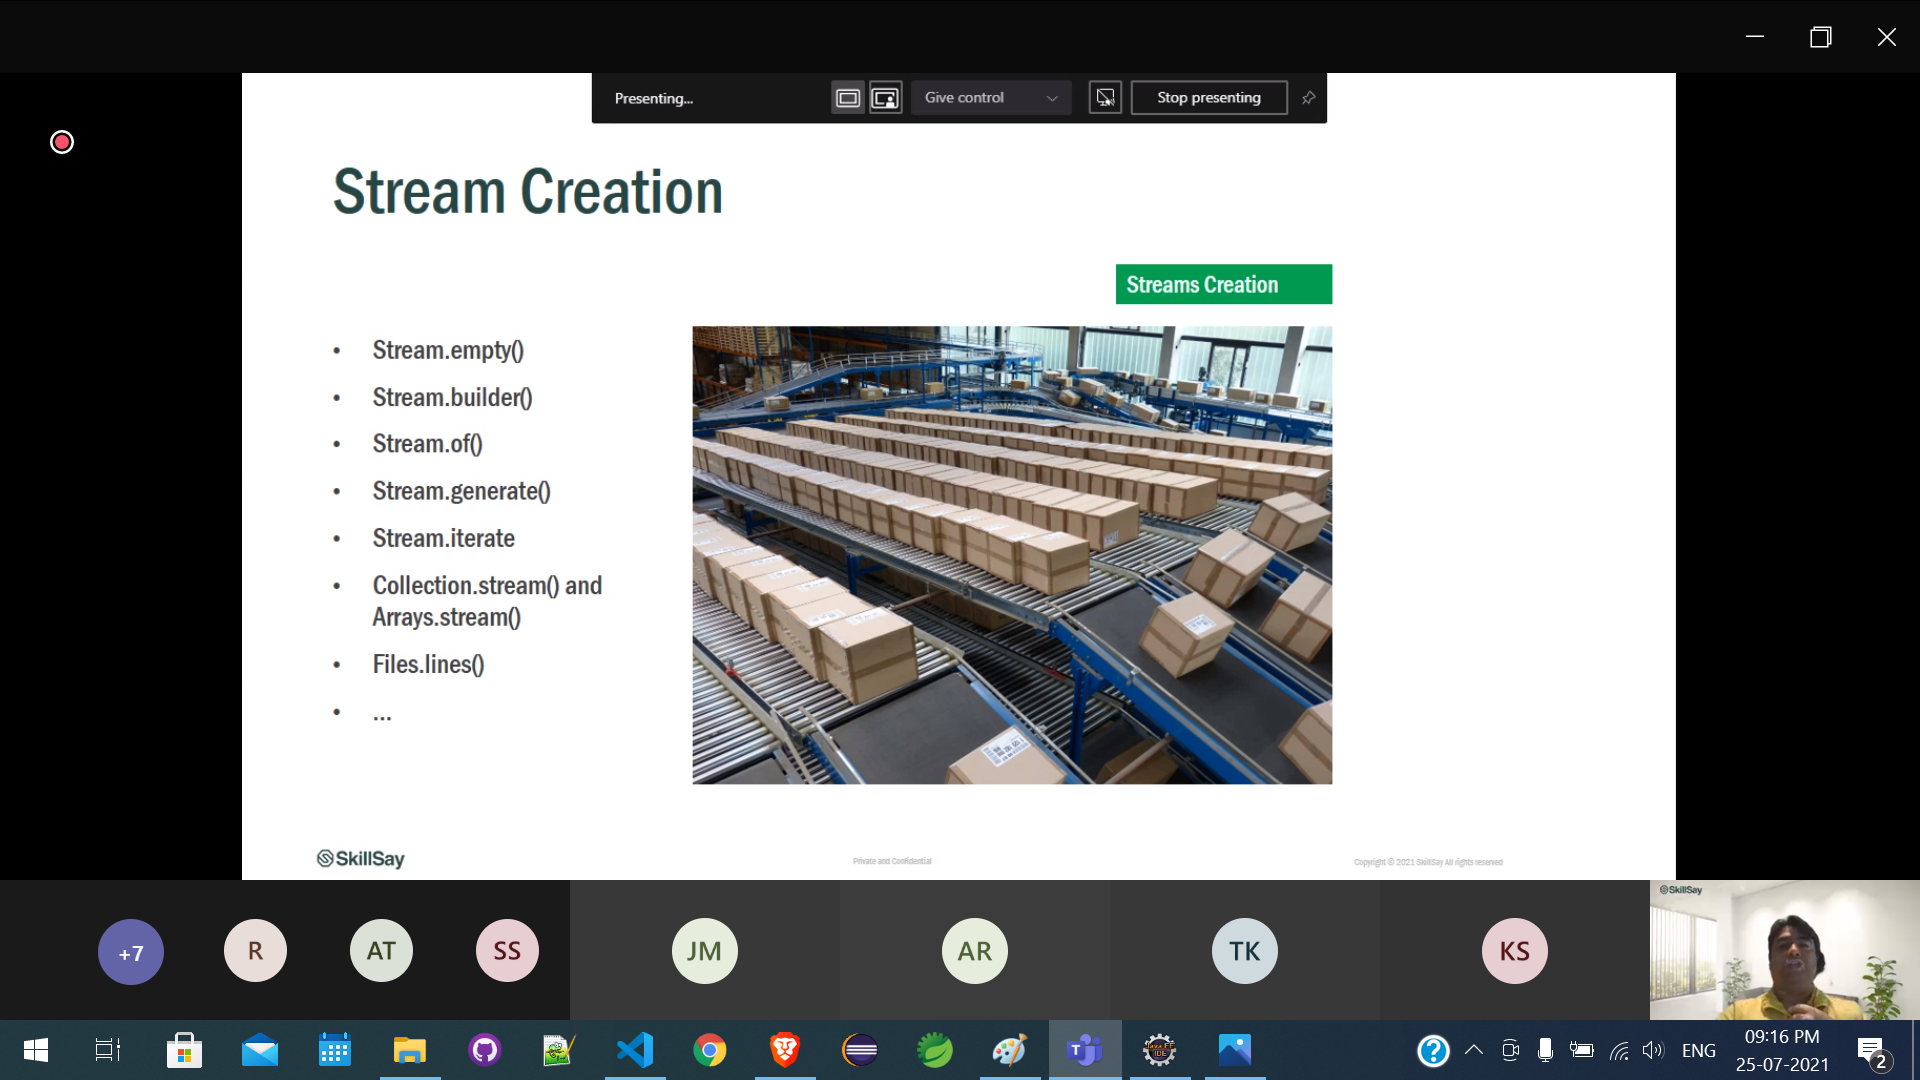 Presenting...
Give control
Stop presenting
Stream Creation
Streams Creation
• Stream.empty()
• Stream.builder()
• Stream.of()
• Stream.generate()
• Stream.iterate
• Collection.stream() and
Arrays.stream()
• Files.lines()
• ...
SkillSay
Private and Confidential
Copyright © 2021 SkillSay All rights reserved
+7
R
AT
SS
JM
AR
TK
KS
SkillSay
ENG
09:16 PM
25-07-2021
2